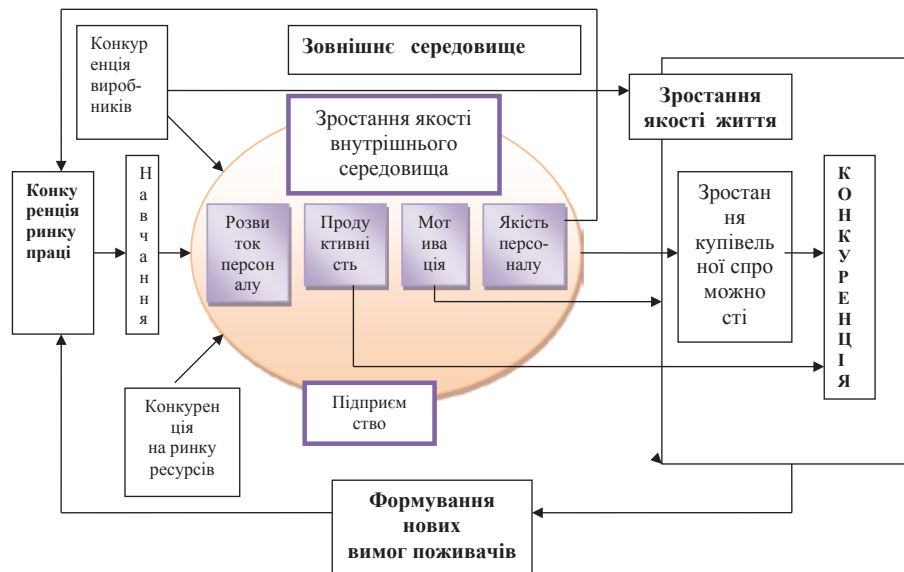 Конкур
енція
вироб-
ників
Зовнішнє середовище
Зростання
якості життя
Зростання якості
внутрішнього
середовища
Конку
ренція
ринку
праці
Н
а
в
ч
а
н
н
я
Розви
ток
персон
алу
Проду
ктивні
сть
Мот
ива
ція
Якість
персо-
налу
Зростан
ня
купівель
ної спро
можно
сті
К
О
Н
К
У
Р
Е
Н
Ц
І
Я
Конкурен
ція
на ринку
ресурсів
Підприєм
ство
Формування
нових
вимог поживачів